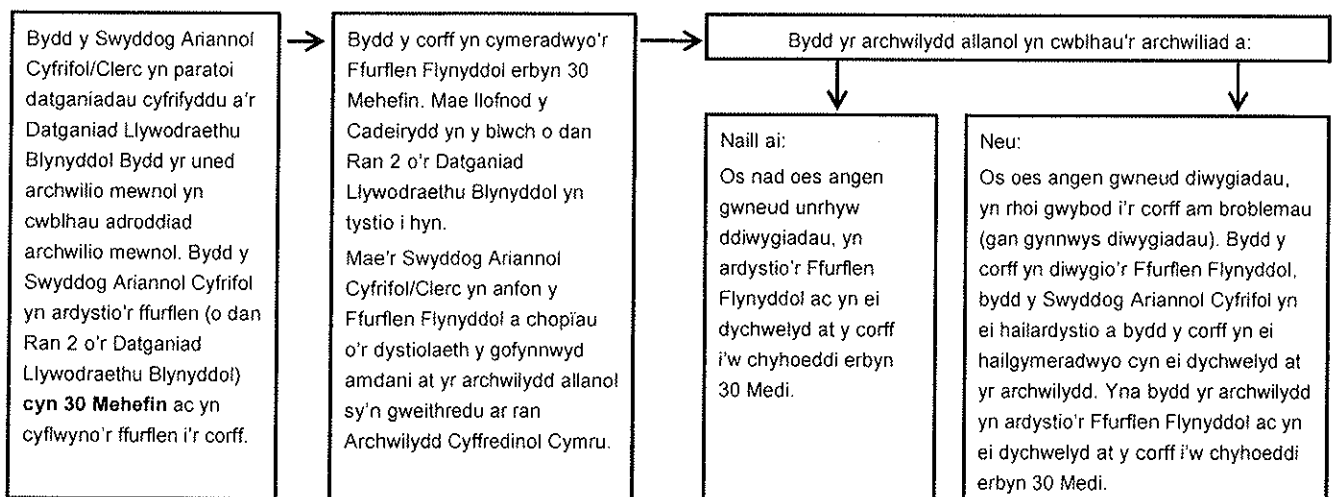 Bydd y Swyddog Ariannol
Cyfrifol/Clerc yn paratoi
datganiadau cyfrifyddu a'r
Datganiad Llywodraethu
Blynyddol Bydd yr uned
archwilio mewnol yn
cwblhau adroddiad
archwilio mewnol. Bydd y
Swyddog Ariannol Cyfrifol
yn ardystio'r ffurflen (o dan
Ran 2 o'r Datganiad
Llywodraethu Blynyddol)
cyn 30 Mehefin ac yn
cyflwyno'r ffurflen i'r corff.
Bydd y corff yn cymeradwyo'r
Ffurflen Flynyddol erbyn 30
Mehefin. Mae llofnod y
Cadeirydd yn y blwch o dan
Ran 2 o'r Datganiad
Llywodraethu Blynyddol yn
tystio i hyn.
Mae'r Swyddog Ariannol
Cyfrifol/Clerc yn anfon y
Ffurflen Flynyddol a chopïau
o'r dystiolaeth y gofynnwyd
amdani at yr archwilydd allanol
sy'n gweithredu ar ran
Archwilydd Cyffredinol Cymru.
Bydd yr archwilydd allanol yn cwblhau'r archwiliad a:
Naill ai:
Os nad oes angen
gwneud unrhyw
ddiwygiadau, yn
ardystio'r Ffurflen
Flynyddol ac yn ei
dychwelyd at y corff
i'w chyhoeddi erbyn
30 Medi.
Neu:
Os oes angen gwneud diwygiadau,
yn rhoi gwybod i'r corff am broblemau
(gan gynnwys diwygiadau). Bydd y
corff yn diwygio'r Ffurflen Flynyddol,
bydd y Swyddog Ariannol Cyfrifol yn
ei hailardystio a bydd y corff yn ei
hailgymeradwyo cyn ei dychwelyd at
yr archwilydd. Yna bydd yr archwilydd
yn ardystio'r Ffurflen Flynyddol ac yn
ei dychwelyd at y corff i'w chyhoeddi
erbyn 30 Medi.